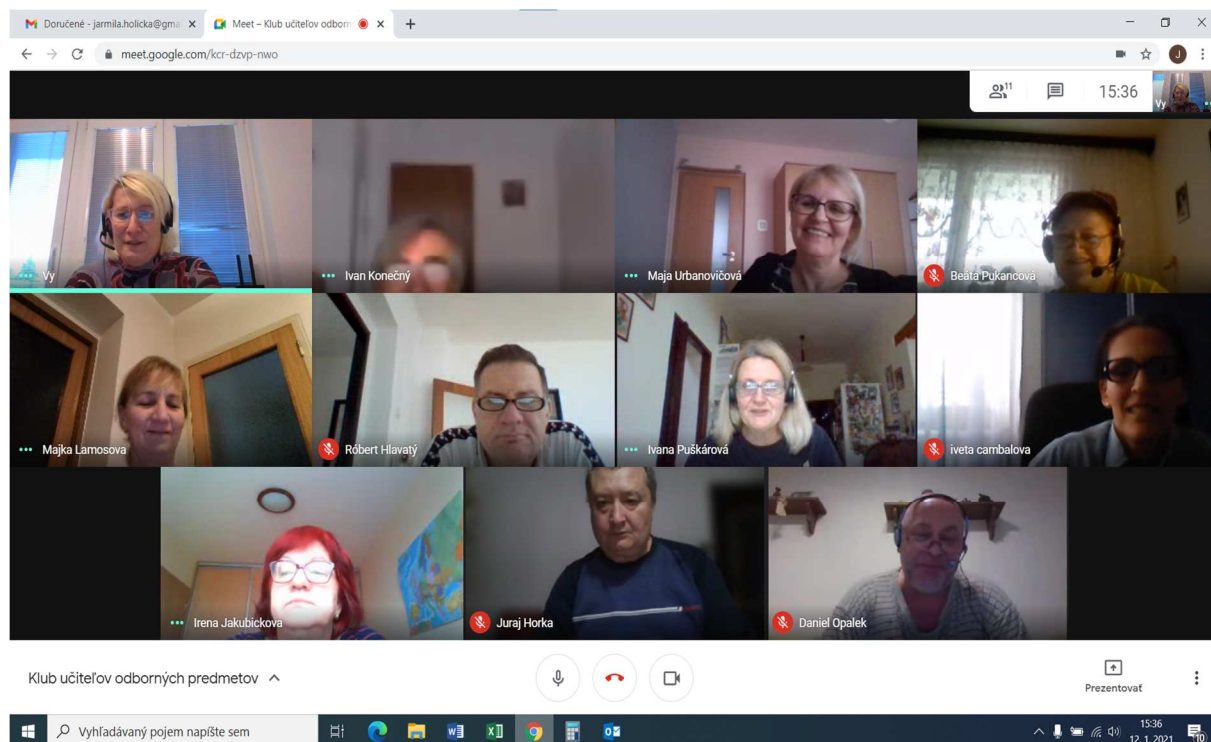 Doručené - jarmila.holicka@gma
Meet – Klub učiteľov odborn
meet.google.com/kcr-dzvp-nwo
J
11
15:36
Vy
Vy
Ivan Konečný
Maja Urbanovičová
Beáta Pukancová
Majka Lamosova
Róbert Hlavatý
Ivana Puškárová
iveta cambalova
Irena Jakubickova
Juraj Horka
Daniel Opalek
Klub učiteľov odborných predmetov
Prezentovať
Vyhľadávaný pojem napíšte sem
15:36
12. 1. 2021
10